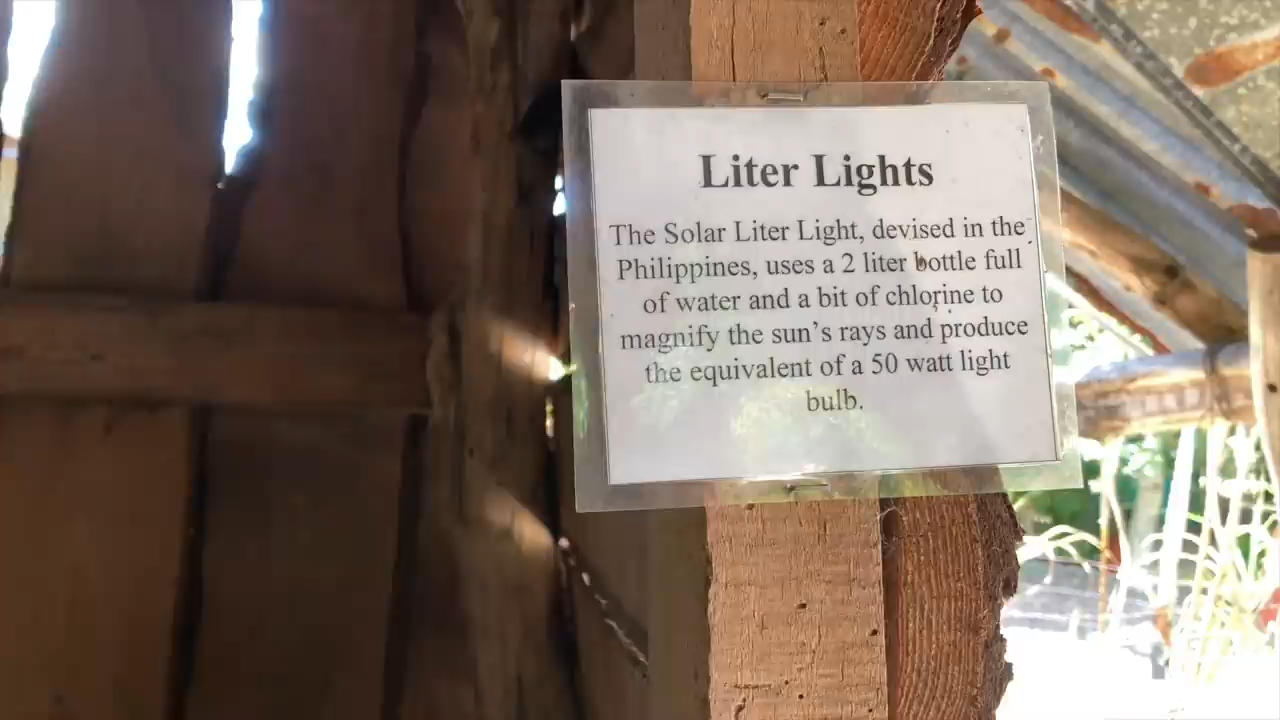 Liter Lights
The Solar Liter Light, devised in the
Philippines, uses a 2 liter bottle full
of water and a bit of chlorine to
magnify the sun's rays and produce
the equivalent of a 50 watt light
bulb.